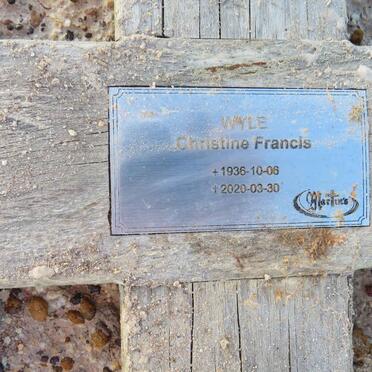 WYLE
Christine Francis
+ 1936-10-06
† 2020-03-30
Martin's